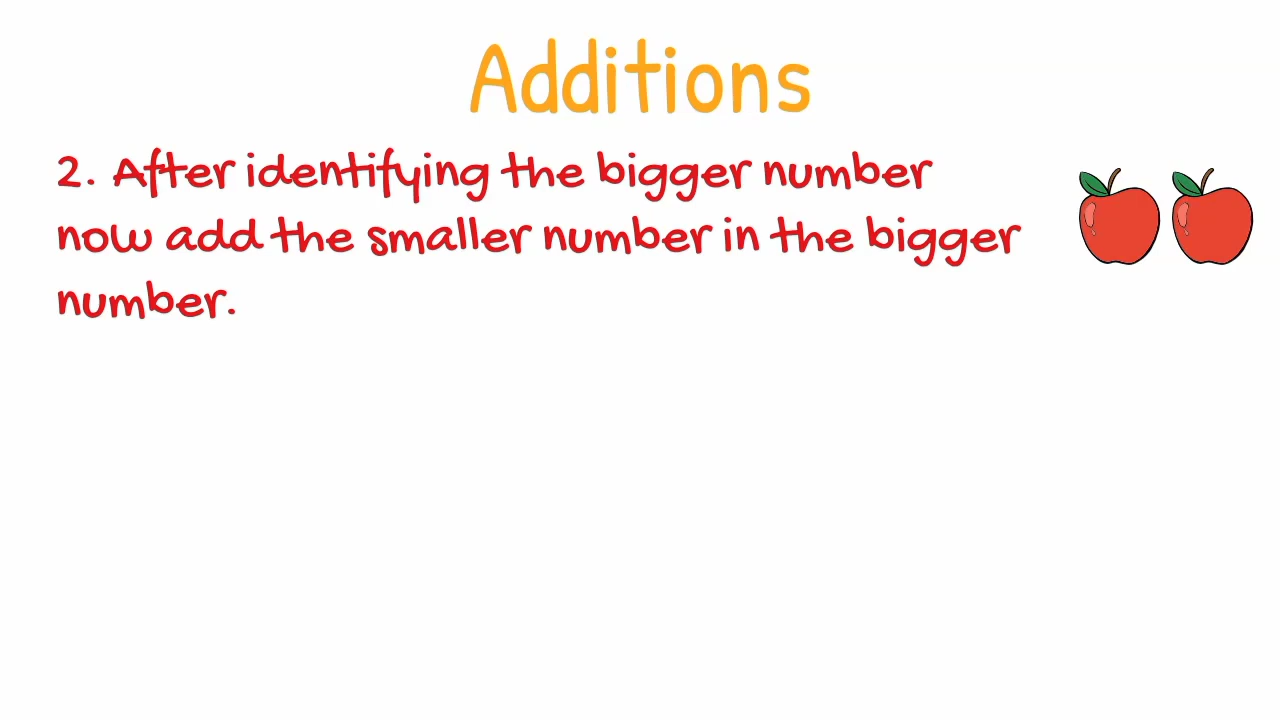 Additions
2. After identifying the bigger number
now add the smaller number in the bigger
number.